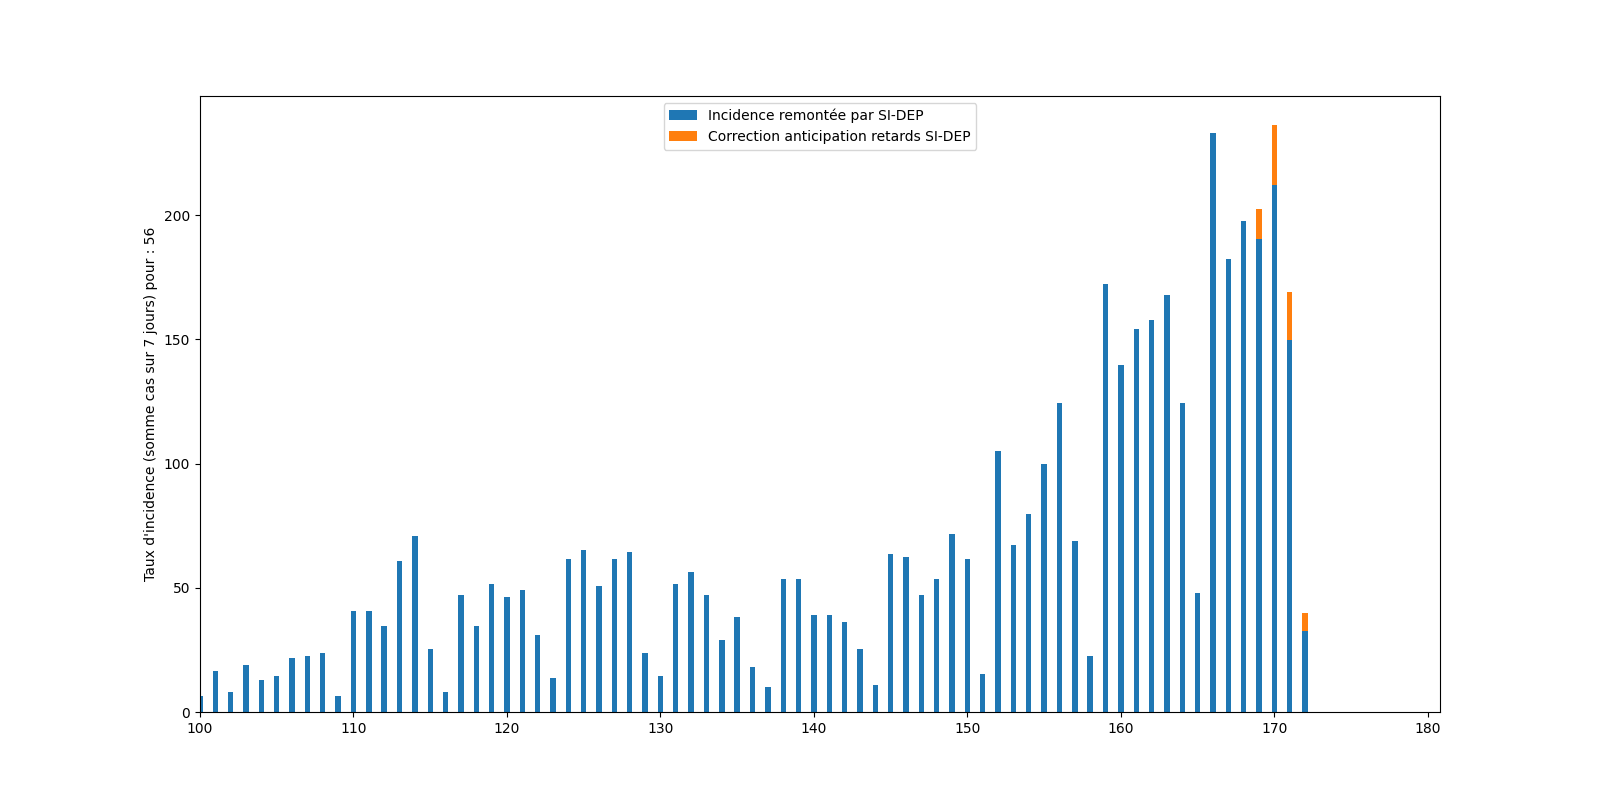 Incidence remontée par SI-DEP
Correction anticipation retards SI-DEP
Taux d'incidence (somme cas sur 7 jours) pour : 56
200
150
100
50
0
100 110 120 130 140 150 160 170 180